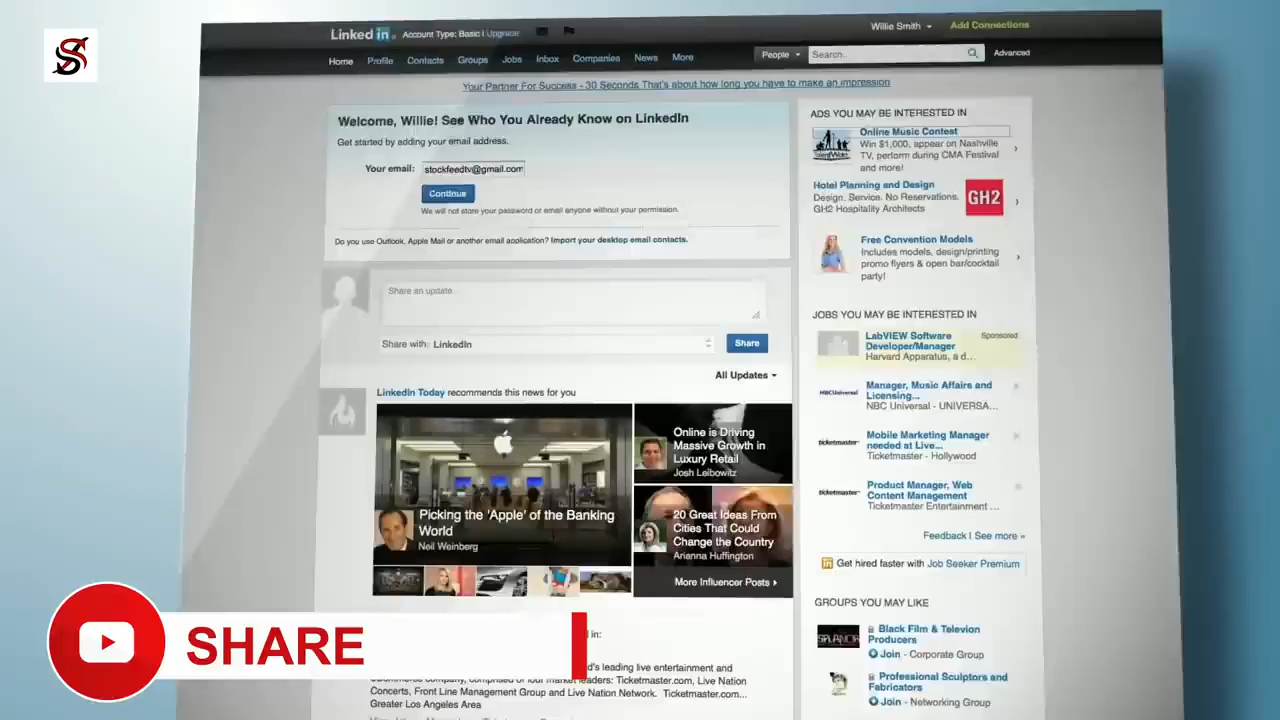 Linked in
Account Type: Basic | Upgrade
Willie Smith
Add Connections
Home Profile Contacts Groups Jobs Inbox Companies News More
People
Search...
Advanced
Your Partner For Success - 30 Seconds That's about how long you have to make an impression
Welcome, Willie! See Who You Already Know on LinkedIn
Get started by adding your email address.
Your email: stockfeedtv@gmail.com
Continue
We will not store your password or email anyone without your permission.
Do you use Outlook, Apple Mail or another email application? Import your desktop email contacts.
Share an update...
Share with: LinkedIn
Share
All Updates
LinkedIn Today recommends this news for you
Picking the 'Apple' of the Banking
World
Neil Weinberg
Online is Driving
Massive Growth in
Luxury Retail
Josh Leibowitz
20 Great Ideas From
Cities That Could
Change the Country
Arianna Huffington
More Influencer Posts
ADS YOU MAY BE INTERESTED IN
Online Music Contest
Win $1,000, appear on Nashville
TV, perform during CMA Festival
and more!
Hotel Planning and Design
Design. Service. No Reservations.
GH2 Hospitality Architects
GH2
Free Convention Models
Includes models, design/printing
promo flyers & open bar/cocktail
party!
JOBS YOU MAY BE INTERESTED IN
LabVIEW Software
Developer/Manager
Harvard Apparatus, a d...
Sponsored
NBCUniversal
Manager, Music Affairs and
Licensing...
NBC Universal - UNIVERSA...
ticketmaster
Mobile Marketing Manager
needed at Live...
Ticketmaster - Hollywood
ticketmaster
Product Manager, Web
Content Management
Ticketmaster Entertainment ...
Feedback | See more »
in Get hired faster with Job Seeker Premium
GROUPS YOU MAY LIKE
Black Film & Televion
Producers
Join - Corporate Group
Professional Sculptors and
Fabricators
Join - Networking Group
SHARE
in:
d's leading live entertainment and
company, comprised of four market leaders: Ticketmaster.com, Live Nation
Concerts, Front Line Management Group and Live Nation Network. Ticketmaster.com...
Greater Los Angeles Area